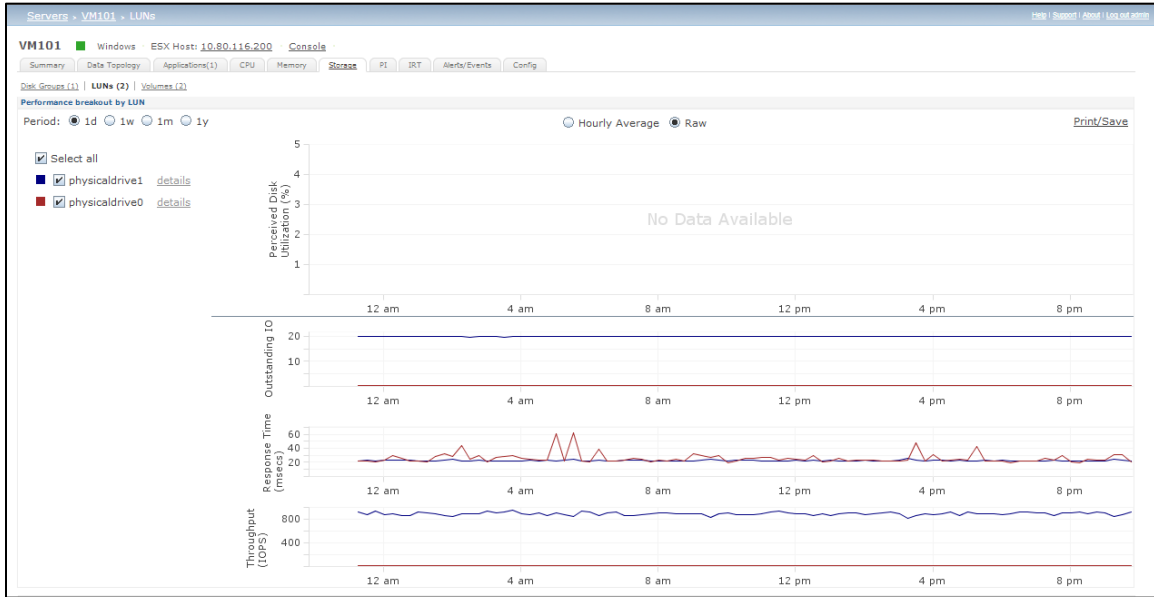 Servers › VM101 › LUNs
Help | Support | About | Log out admin
VM101 Windows ESX Host: 10.80.116.200 Console
Summary Data Topology Applications(1) CPU Memory Storage PI IRT Alerts/Events Config
Disk Groups (1) | LUNs (2) | Volumes (2)
Performance breakout by LUN
Period: 1d 1w 1m 1y Hourly Average Raw Print/Save
Select all
physicaldrive1 details
physicaldrive0 details
Perceived Disk
Utilization (%)
5
4
3
2
1
No Data Available
12 am 4 am 8 am 12 pm 4 pm 8 pm
Outstanding IO
20
10
12 am 4 am 8 am 12 pm 4 pm 8 pm
Response Time
(msecs)
60
40
20
12 am 4 am 8 am 12 pm 4 pm 8 pm
Throughput
(IOPS)
800
400
12 am 4 am 8 am 12 pm 4 pm 8 pm